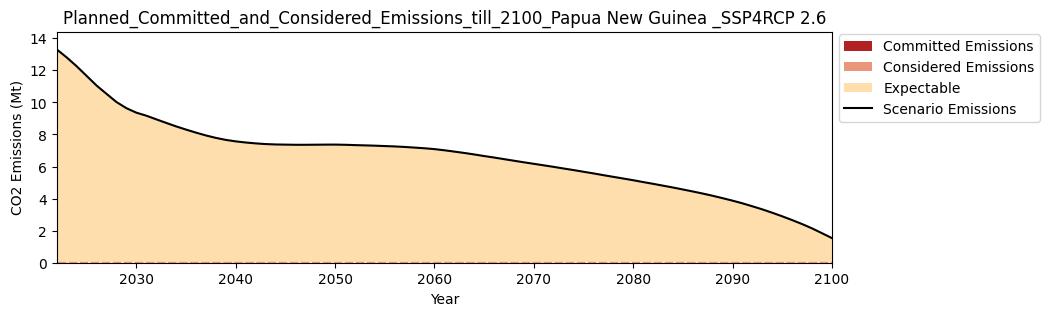 Planned_Committed_and_Considered_Emissions_till_2100_Papua New Guinea _SSP4RCP 2.6
14
12
10
8
6
4
2
0
CO2 Emissions (Mt)
2030 2040 2050 2060 2070 2080 2090 2100
Year
Committed Emissions
Considered Emissions
Expectable
Scenario Emissions